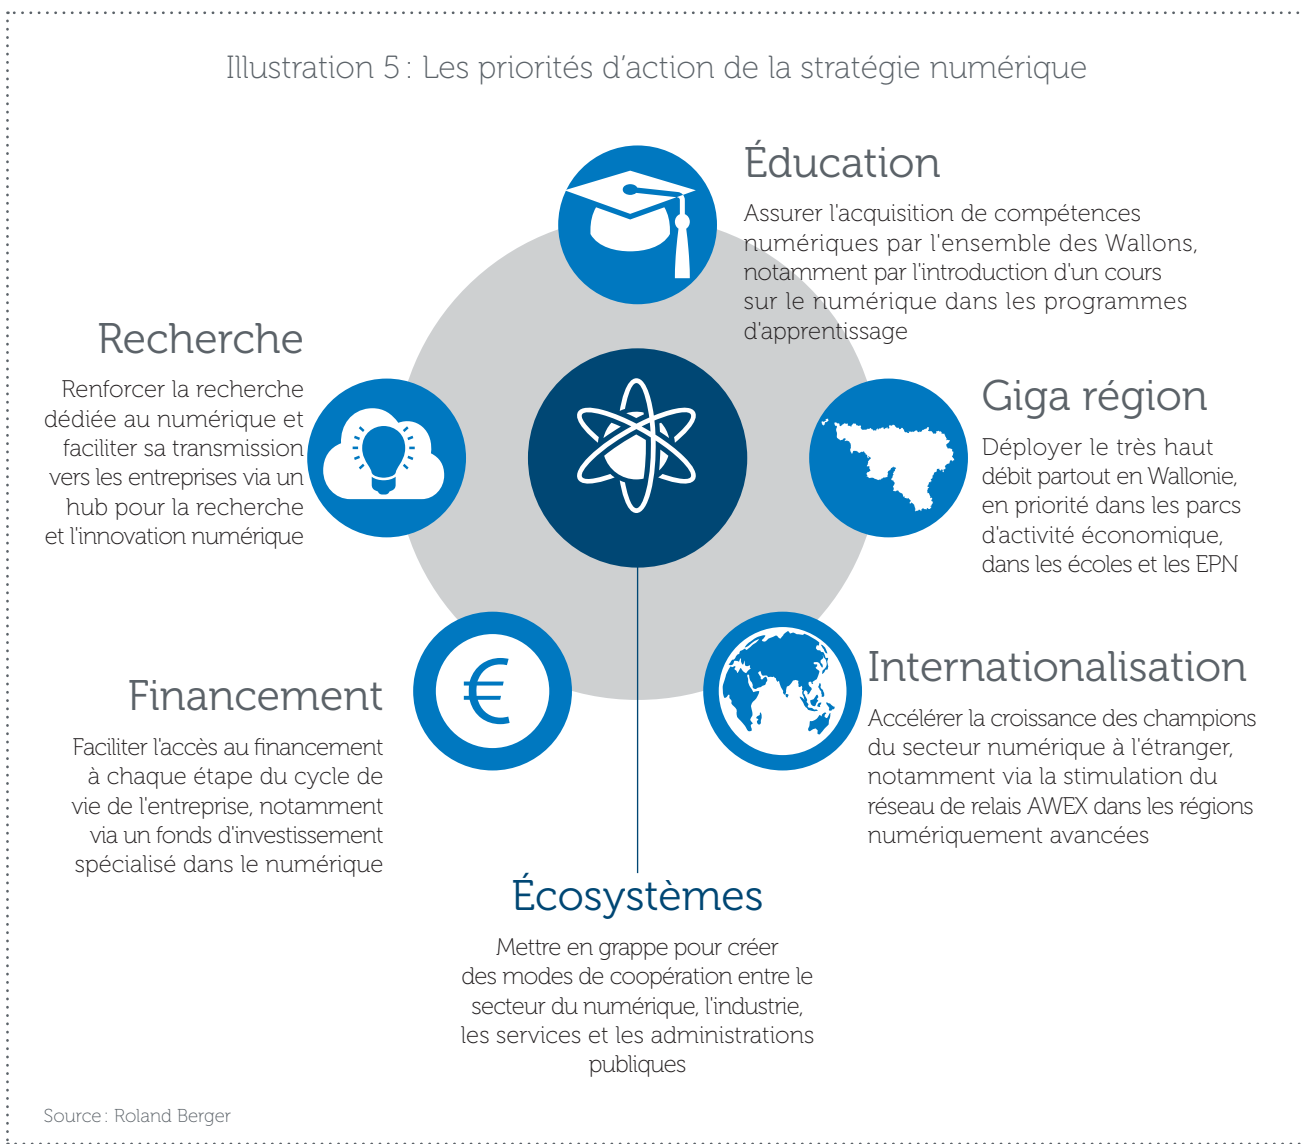 Illustration 5 : Les priorités d’action de la stratégie numérique
Éducation
Assurer l'acquisition de compétences
numériques par l'ensemble des Wallons,
notamment par l'introduction d'un cours
sur le numérique dans les programmes
d'apprentissage
Recherche
Renforcer la recherche
dédiée au numérique et
faciliter sa transmission
vers les entreprises via un
hub pour la recherche
et l'innovation numérique
Giga région
Déployer le très haut
débit partout en Wallonie,
en priorité dans les parcs
d'activité économique,
dans les écoles et les EPN
Financement
Faciliter l'accès au financement
à chaque étape du cycle de
vie de l'entreprise, notamment
via un fonds d'investissement
spécialisé dans le numérique
€
Internationalisation
Accélérer la croissance des champions
du secteur numérique à l'étranger,
notamment via la stimulation du
réseau de relais AWEX dans les régions
numériquement avancées
Écosystèmes
Mettre en grappe pour créer
des modes de coopération entre le
secteur du numérique, l'industrie,
les services et les administrations
publiques
Source : Roland Berger